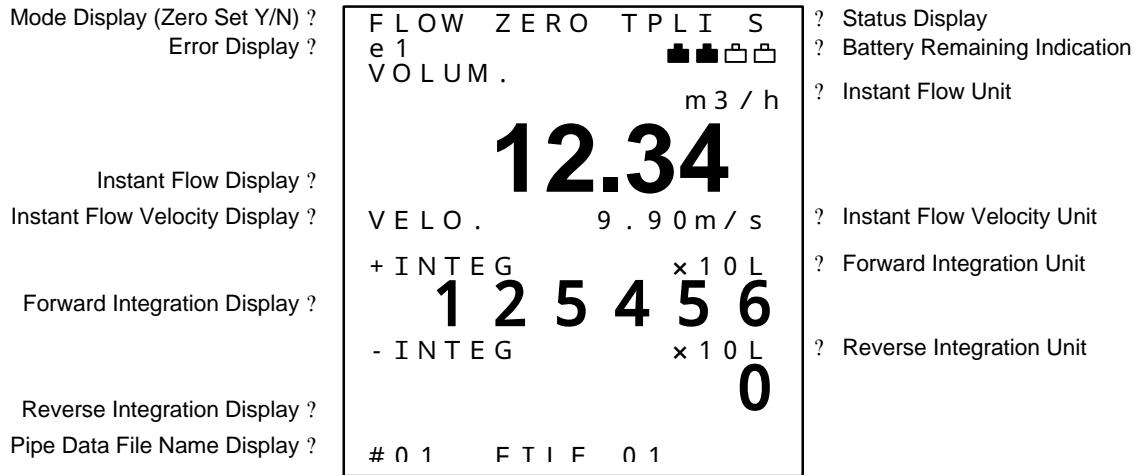 Mode Display (Zero Set Y/N) ?
Error Display ?
Instant Flow Display ?
Instant Flow Velocity Display ?
Forward Integration Display ?
Reverse Integration Display ?
Pipe Data File Name Display ?
FLOW ZERO TPLI S
e1
VOLUM.
m3/h
12.34
VELO. 9.90m/s
+INTEG ×10L
125456
-INTEG ×10L
0
#01 FILE 01
? Status Display
? Battery Remaining Indication
? Instant Flow Unit
? Instant Flow Velocity Unit
? Forward Integration Unit
? Reverse Integration Unit